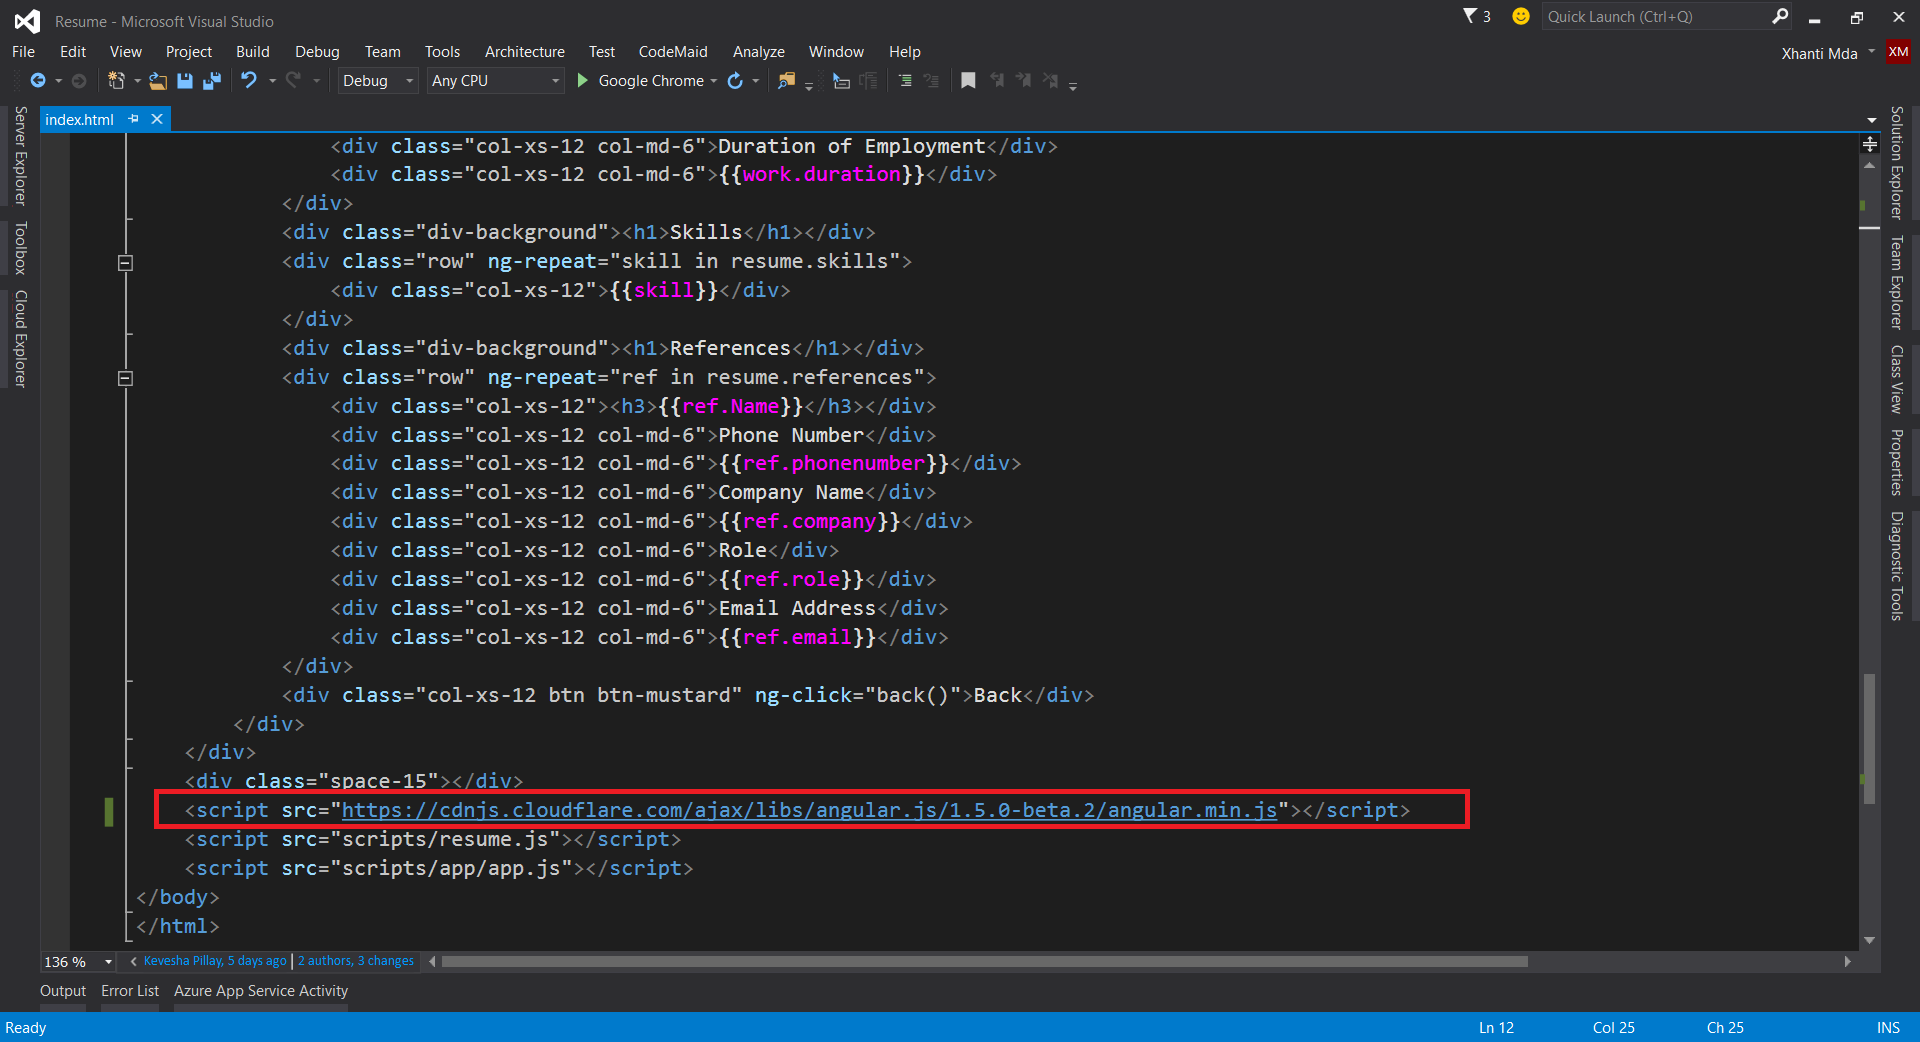 Resume - Microsoft Visual Studio
3
Quick Launch (Ctrl+Q)
File Edit View Project Build Debug Team Tools Architecture Test CodeMaid Analyze Window Help
Xhanti Mda XM
Debug Any CPU Google Chrome
index.html
Server Explorer
Toolbox
Cloud Explorer
<div class="col-xs-12 col-md-6">Duration of Employment</div>
<div class="col-xs-12 col-md-6">{{work.duration}}</div>
</div>
<div class="div-background"><h1>Skills</h1></div>
<div class="row" ng-repeat="skill in resume.skills">
<div class="col-xs-12">{{skill}}</div>
</div>
<div class="div-background"><h1>References</h1></div>
<div class="row" ng-repeat="ref in resume.references">
<div class="col-xs-12"><h3>{{ref.Name}}</h3></div>
<div class="col-xs-12 col-md-6">Phone Number</div>
<div class="col-xs-12 col-md-6">{{ref.phonenumber}}</div>
<div class="col-xs-12 col-md-6">Company Name</div>
<div class="col-xs-12 col-md-6">{{ref.company}}</div>
<div class="col-xs-12 col-md-6">Role</div>
<div class="col-xs-12 col-md-6">{{ref.role}}</div>
<div class="col-xs-12 col-md-6">Email Address</div>
<div class="col-xs-12 col-md-6">{{ref.email}}</div>
</div>
<div class="col-xs-12 btn btn-mustard" ng-click="back()">Back</div>
</div>
</div>
<div class="space-15"></div>
<script src="https://cdnjs.cloudflare.com/ajax/libs/angular.js/1.5.0-beta.2/angular.min.js"></script>
<script src="scripts/resume.js"></script>
<script src="scripts/app/app.js"></script>
</body>
</html>
Solution Explorer
Team Explorer
Class View
Properties
Diagnostic Tools
136 % Kevesha Pillay, 5 days ago | 2 authors, 3 changes
Output Error List Azure App Service Activity
Ready Ln 12 Col 25 Ch 25 INS